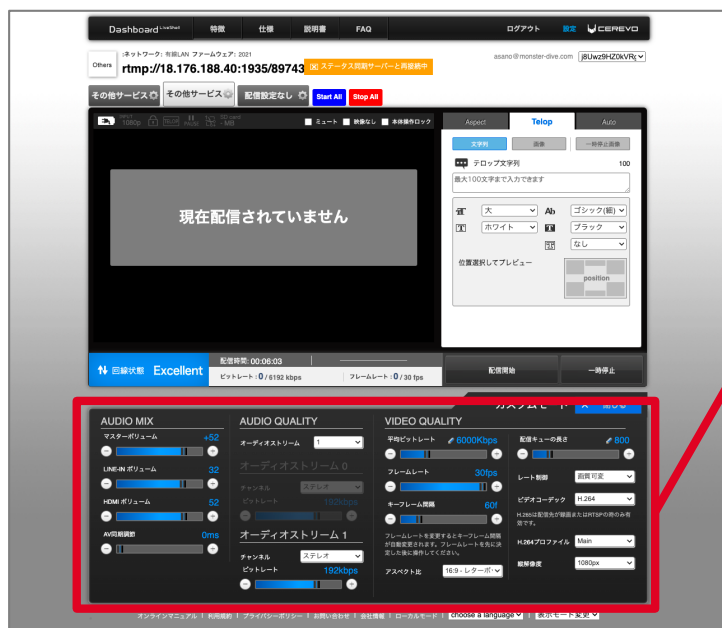 Dashboard LiveShell 特徴 仕様 説明書 FAQ ログアウト 設定 CEREVO
:ネットワーク: 有線LAN ファームウェア: 2021
asano@monster-dive.com j8Uwz9HZ0kVR
Others rtmp://18.176.188.40:1935/89743 ステータス同期サーバーと再接続中
その他サービス その他サービス 配信設定なし Start All Stop All
1080p TELOP PAUSE SD card - MB ミュート 映像なし 本体操作ロック
Aspect Telop Auto
文字列 画像 一時停止画像
テロップ文字列 100
最大100文字まで入力できます
現在配信されていません
T 大 Ab ゴシック(細)
T ホワイト T ブラック
なし
位置選択してプレビュー
position
回線状態 Excellent
配信時間: 00:06:03
ビットレート : 0 / 6192 kbps フレームレート : 0 / 30 fps
配信開始 一時停止
カスタムモード
AUDIO MIX
マスターボリューム +52
LINE-IN ボリューム 32
HDMI ボリューム 52
AV同期調節 0ms
AUDIO QUALITY
オーディオストリーム 1
オーディオストリーム 0
チャンネル ステレオ
ビットレート 192kbps
オーディオストリーム 1
チャンネル ステレオ
ビットレート 192kbps
VIDEO QUALITY
平均ビットレート 6000Kbps
フレームレート 30fps
キーフレーム間隔 60f
フレームレートを変更するとキーフレーム間隔
が自動変更されます。フレームレートを先に決
定した後に操作してください。
アスペクト比 16:9 - レターボ
配信キューの長さ 800
レート制御 画質可変
ビデオコーデック H.264
H.265は配信先が録画またはRTSPの時のみ有
効です。
H.264プロファイル Main
縦解像度 1080px
オンラインマニュアル | 利用規約 | プライバシーポリシー | お問い合わせ | 会社情報 | ローカルモード | choose a language | 表示モード変更